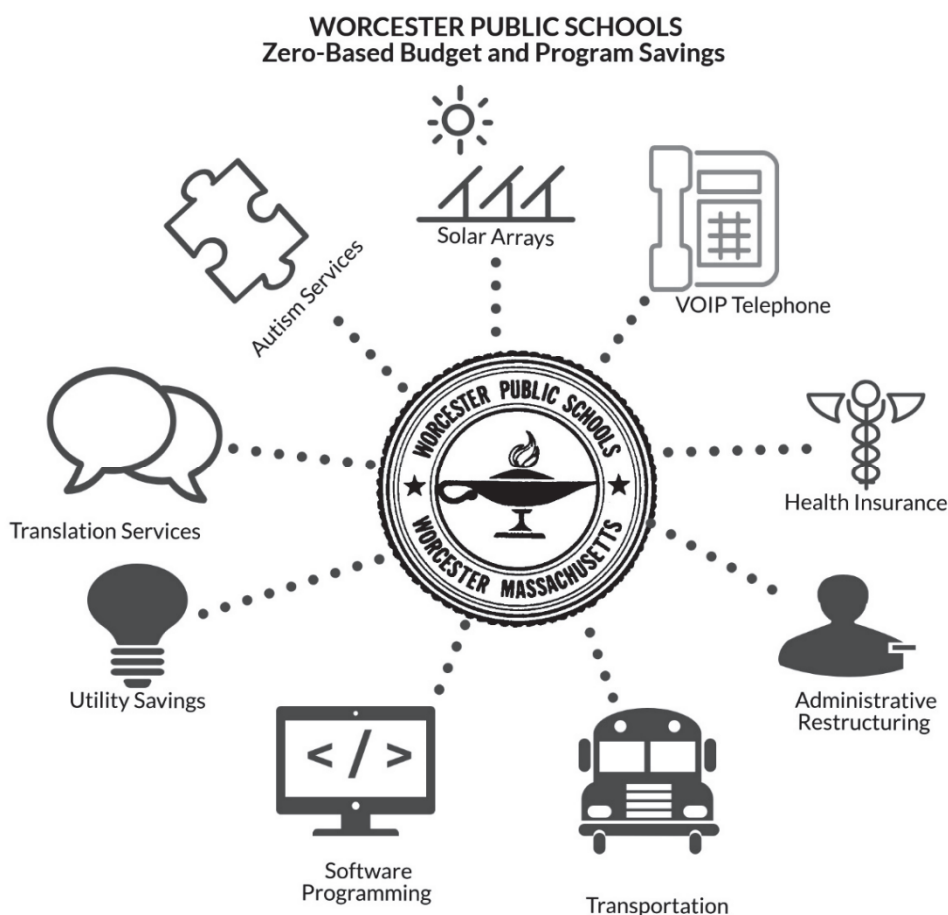 WORCESTER PUBLIC SCHOOLS
Zero-Based Budget and Program Savings
Solar Arrays
VOIP Telephone
Autism Services
WORCESTER PUBLIC SCHOOLS
WORCESTER MASSACHUSETTS
Health Insurance
Translation Services
Utility Savings
Administrative
Restructuring
</>
Software
Programming
Transportation